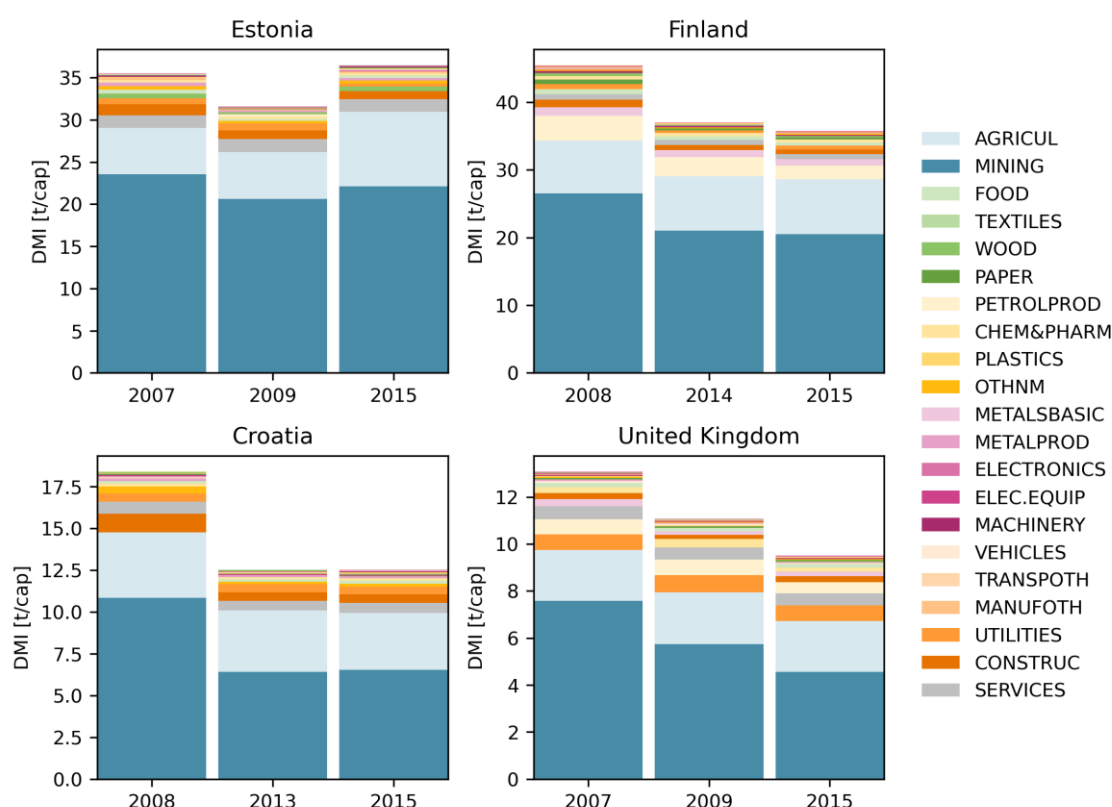 Estonia
DMI [t/cap]
35
30
25
20
15
10
5
0
2007
2009
2015
Finland
DMI [t/cap]
40
30
20
10
0
2008
2014
2015
Croatia
DMI [t/cap]
17.5
15.0
12.5
10.0
7.5
5.0
2.5
0.0
2008
2013
2015
United Kingdom
DMI [t/cap]
12
10
8
6
4
2
0
2007
2009
2015
AGRICUL
MINING
FOOD
TEXTILES
WOOD
PAPER
PETROLPROD
CHEM&PHARM
PLASTICS
OTHNM
METALSBASIC
METALPROD
ELECTRONICS
ELEC.EQUIP
MACHINERY
VEHICLES
TRANSPOTH
MANUFOTH
UTILITIES
CONSTRUC
SERVICES